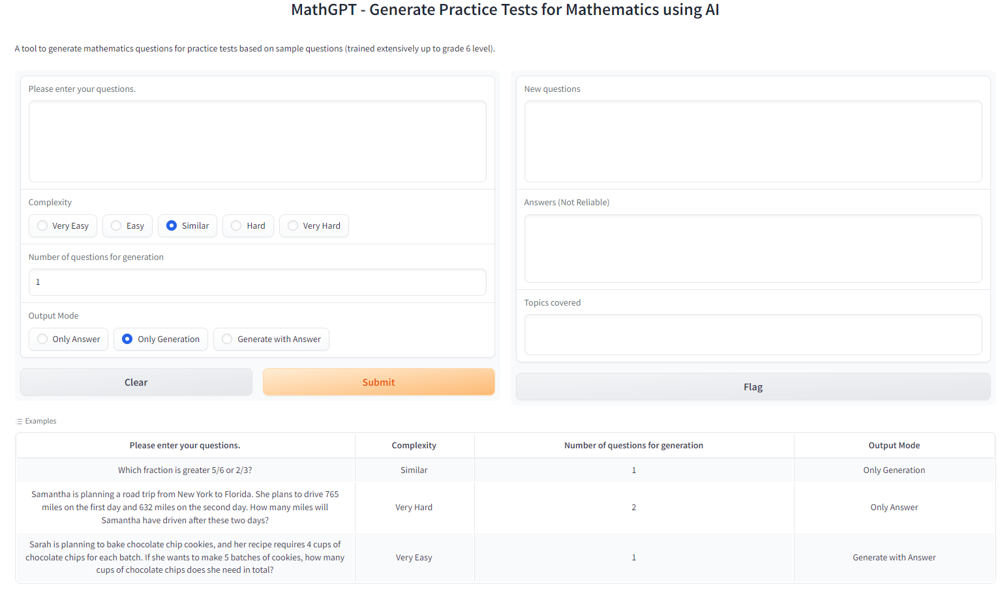 MathGPT - Generate Practice Tests for Mathematics using AI
A tool to generate mathematics questions for practice tests based on sample questions (trained extensively up to grade 6 level).
Please enter your questions.
Complexity
Very Easy
Easy
Similar
Hard
Very Hard
Number of questions for generation
1
Output Mode
Only Answer
Only Generation
Generate with Answer
Clear
Submit
New questions
Answers (Not Reliable)
Topics covered
Flag
Examples
Please enter your questions. Complexity Number of questions for generation Output Mode
Which fraction is greater 5/6 or 2/3? Similar 1 Only Generation
Samantha is planning a road trip from New York to Florida. She plans to drive 765
miles on the first day and 632 miles on the second day. How many miles will
Samantha have driven after these two days?
Very Hard 2 Only Answer
Sarah is planning to bake chocolate chip cookies, and her recipe requires 4 cups of
chocolate chips for each batch. If she wants to make 5 batches of cookies, how many
cups of chocolate chips does she need in total?
Very Easy 1 Generate with Answer